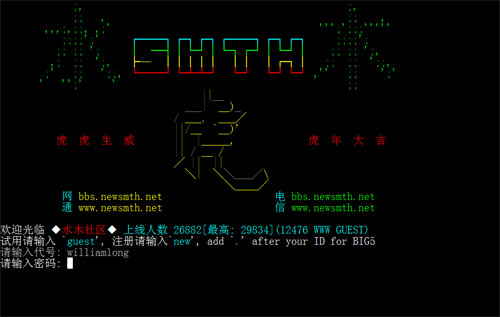 水 SMTH 木
虎
虎 虎 生 威 虎 年 大 吉
网 bbs.newsmth.net 电 bbs.newsmth.net
通 www.newsmth.net 信 www.newsmth.net
欢迎光临 ◆水木社区◆ 上线人数 26882[最高: 29834](12476 WWW GUEST)
试用请输入 `guest', 注册请输入`new', add `.' after your ID for BIG5
请输入代号: williamlong
请输入密码: